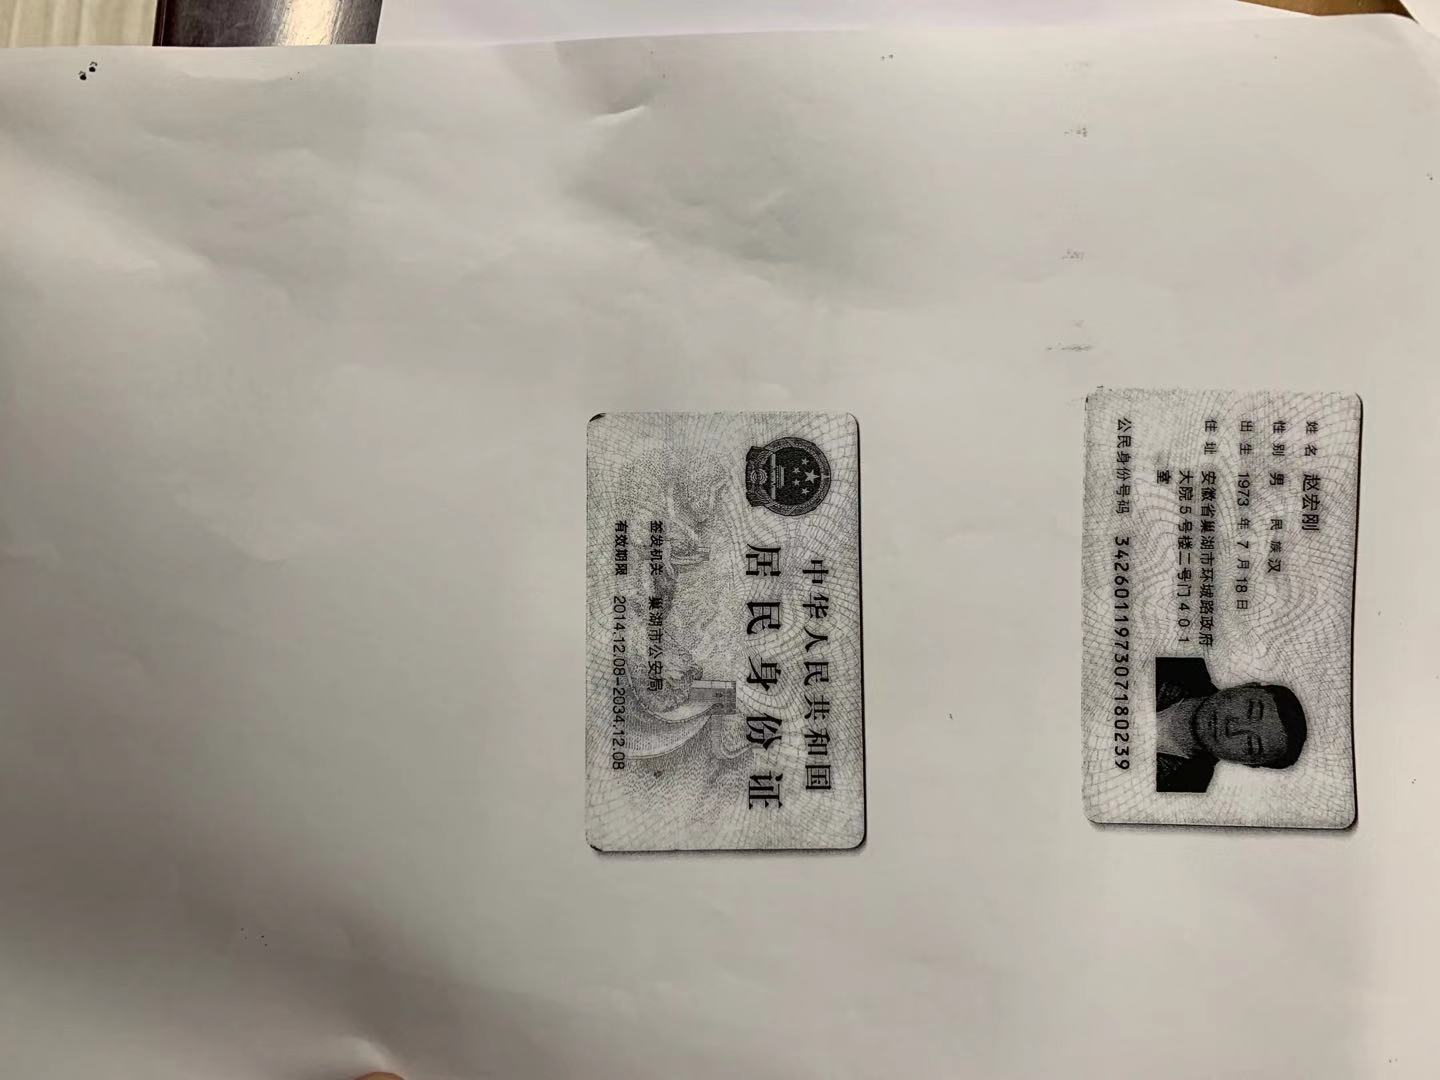 姓名 赵宏刚
性别 男 民族 汉
出生 1973 年 7 月 18 日
住址 安徽省巢湖市环城路政府
大院5号楼二号门401
室
公民身份号码 342601197307180239
中华人民共和国
居民身份证
签发机关 巢湖市公安局
有效期限 2014.12.08-2034.12.08